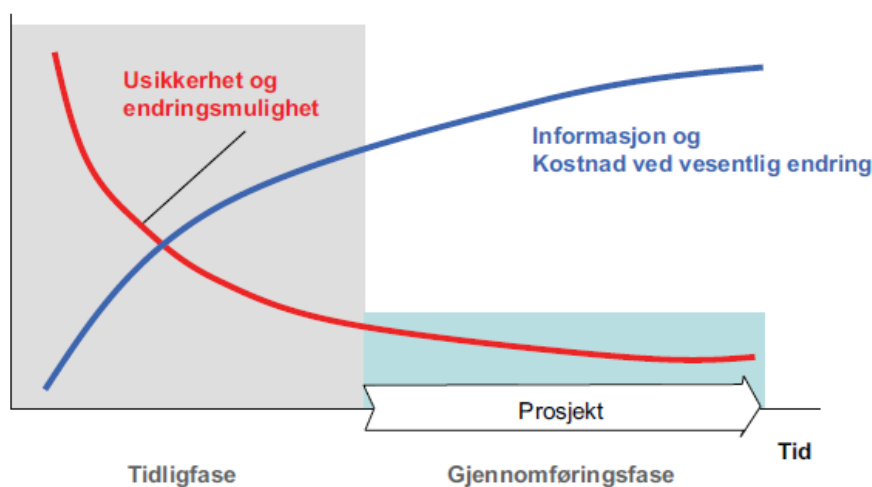 Usikkerhet og
endringsmulighet
Informasjon og
Kostnad ved vesentlig endring
Prosjekt
Tid
Tidligfase
Gjennomføringsfase